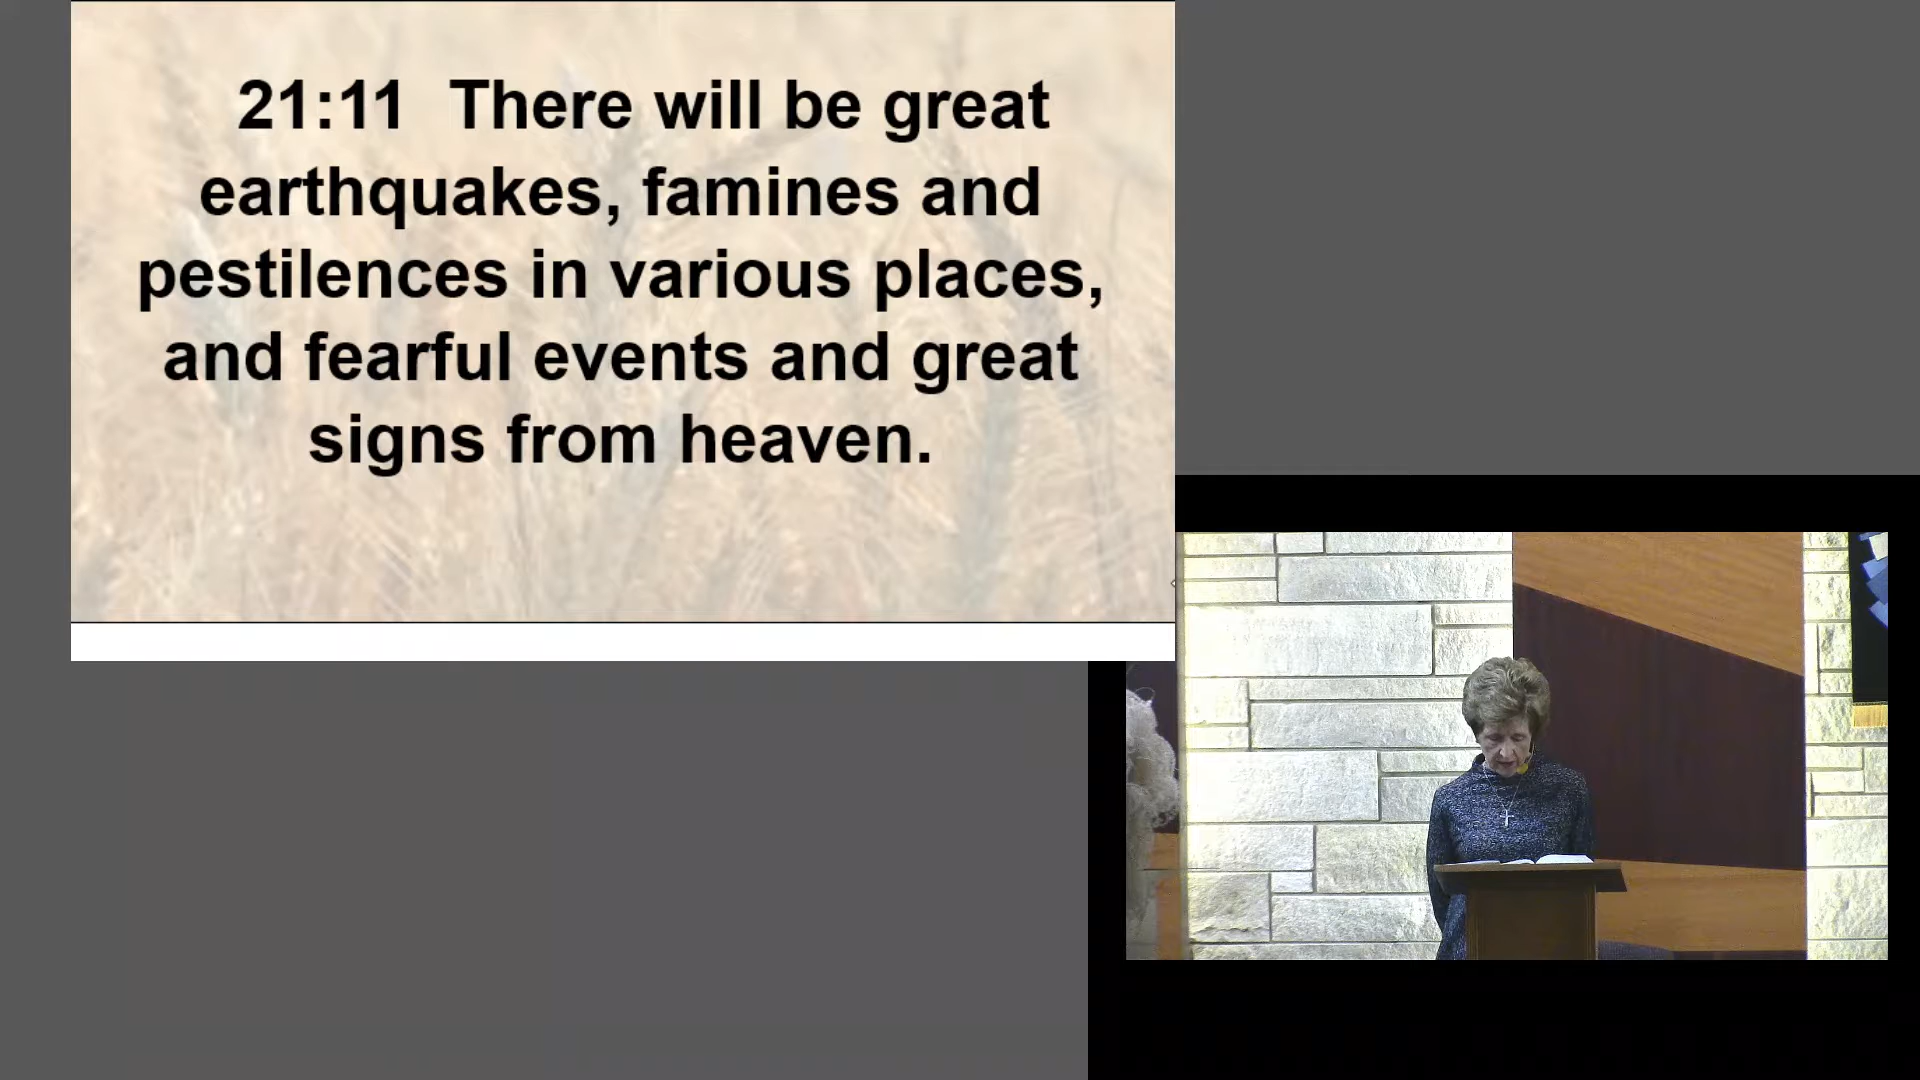 21:11 There will be great
earthquakes, famines and
pestilences in various places,
and fearful events and great
signs from heaven.